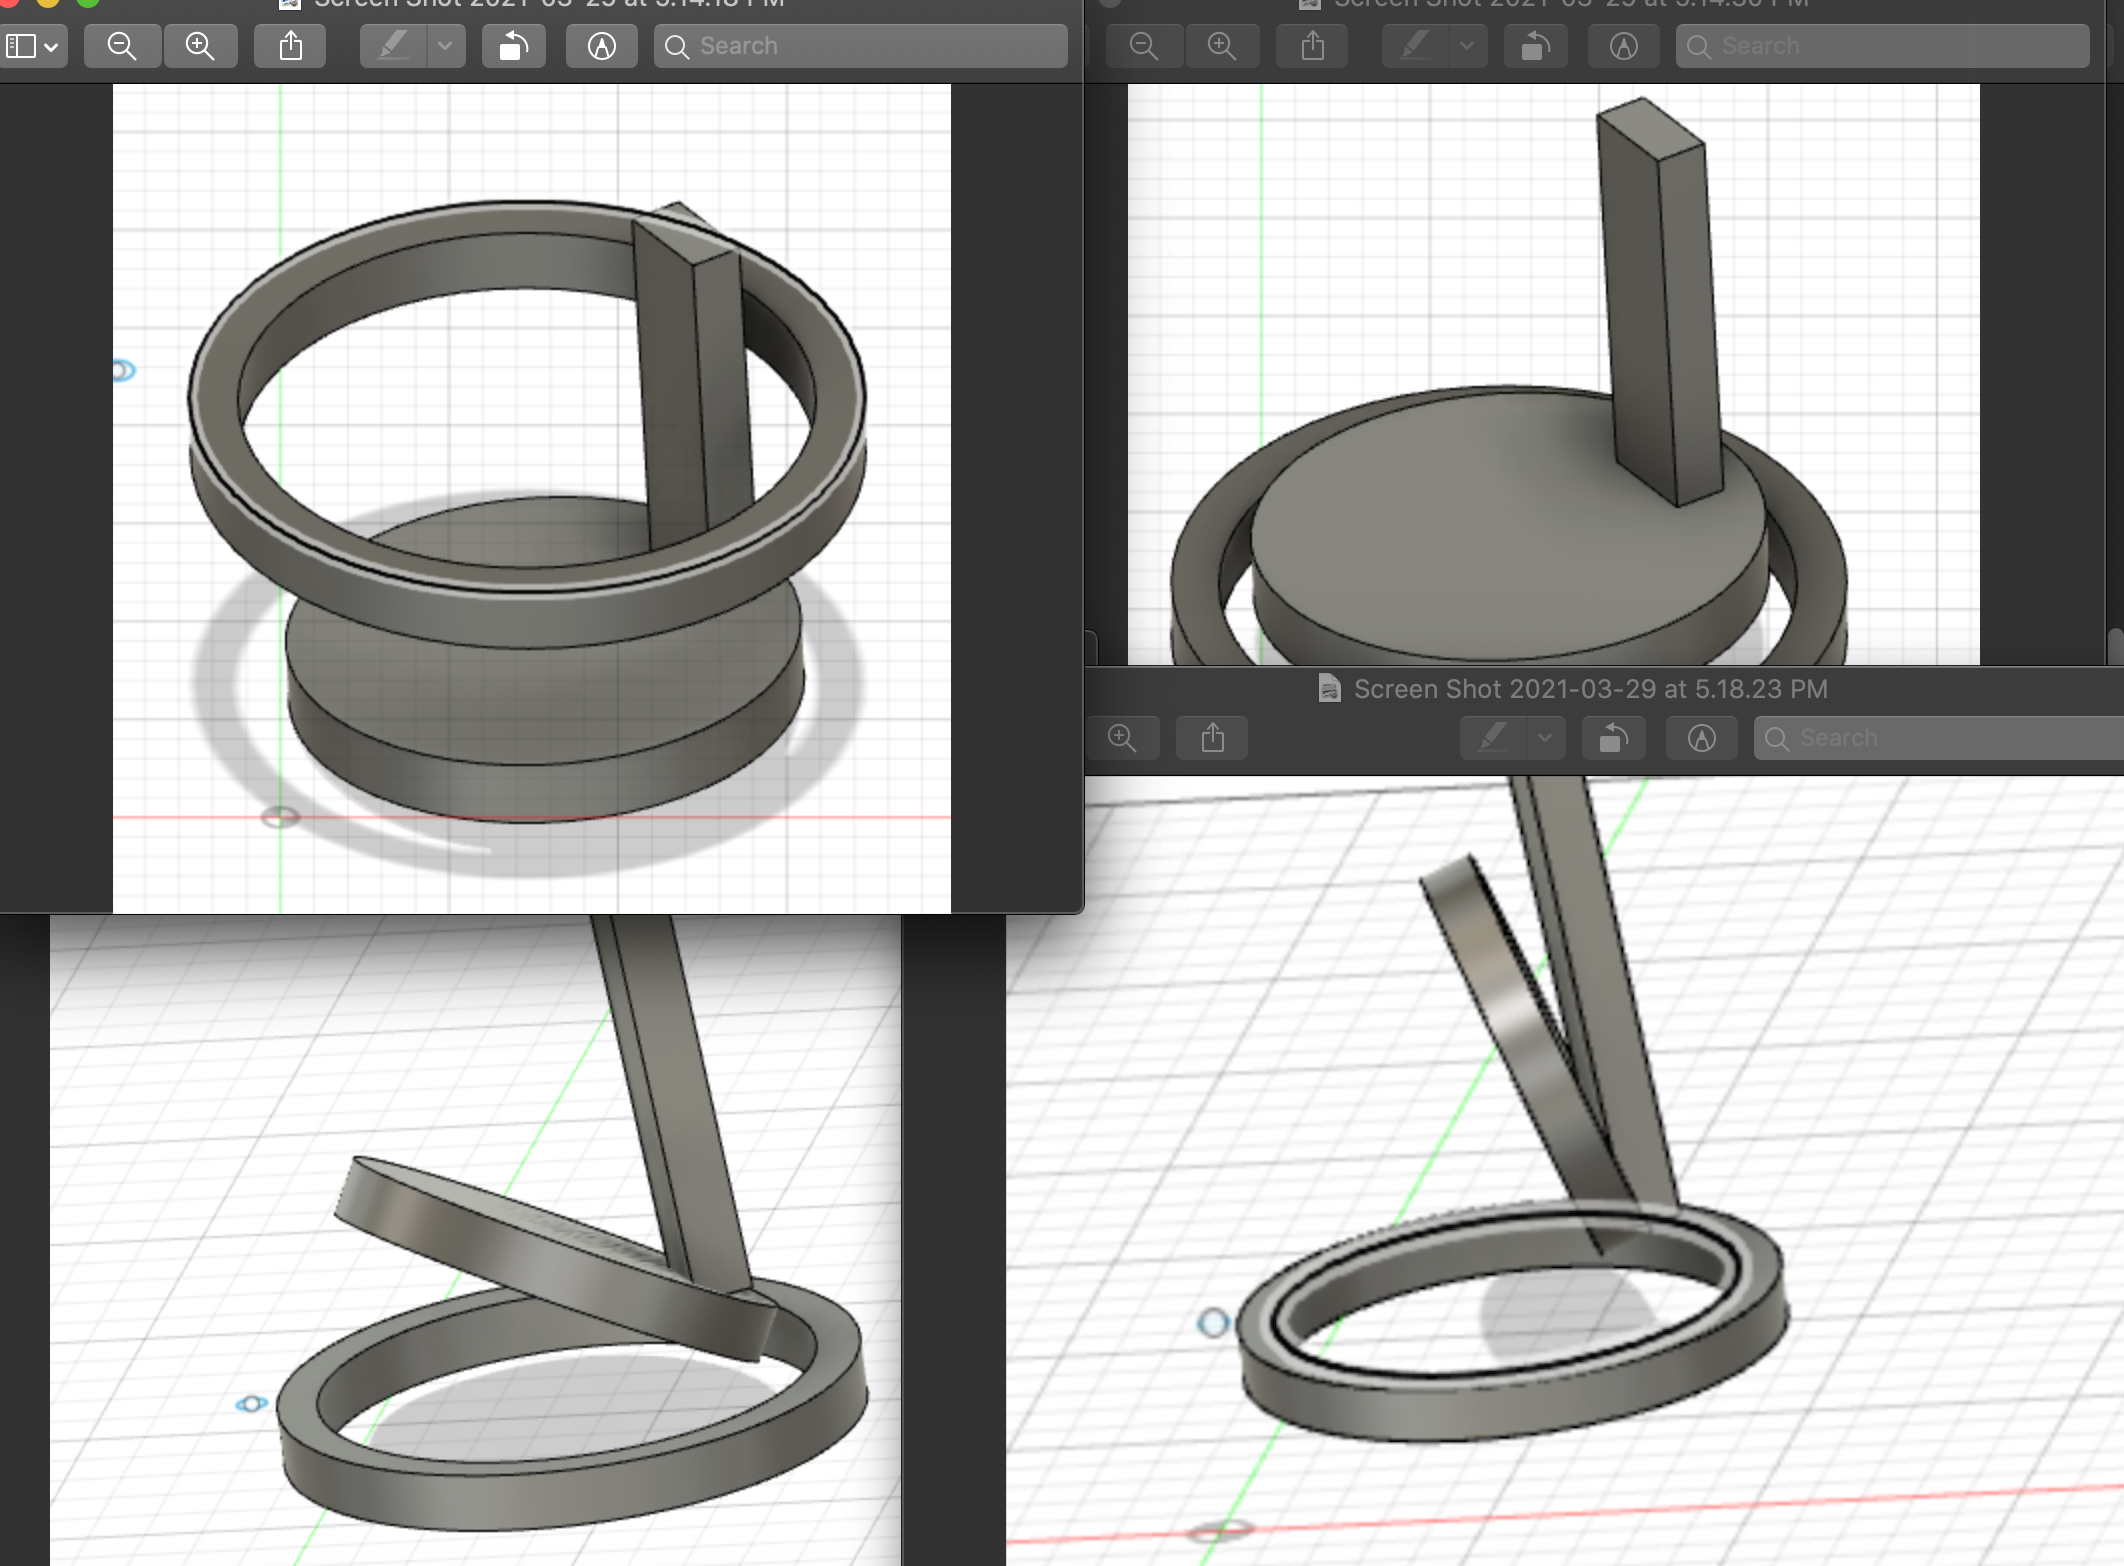 Screen Shot 2021-03-29 at 5.14.18 PM
Search
Screen Shot 2021-03-29 at 5.14.30 PM
Search
Screen Shot 2021-03-29 at 5.18.23 PM
Search